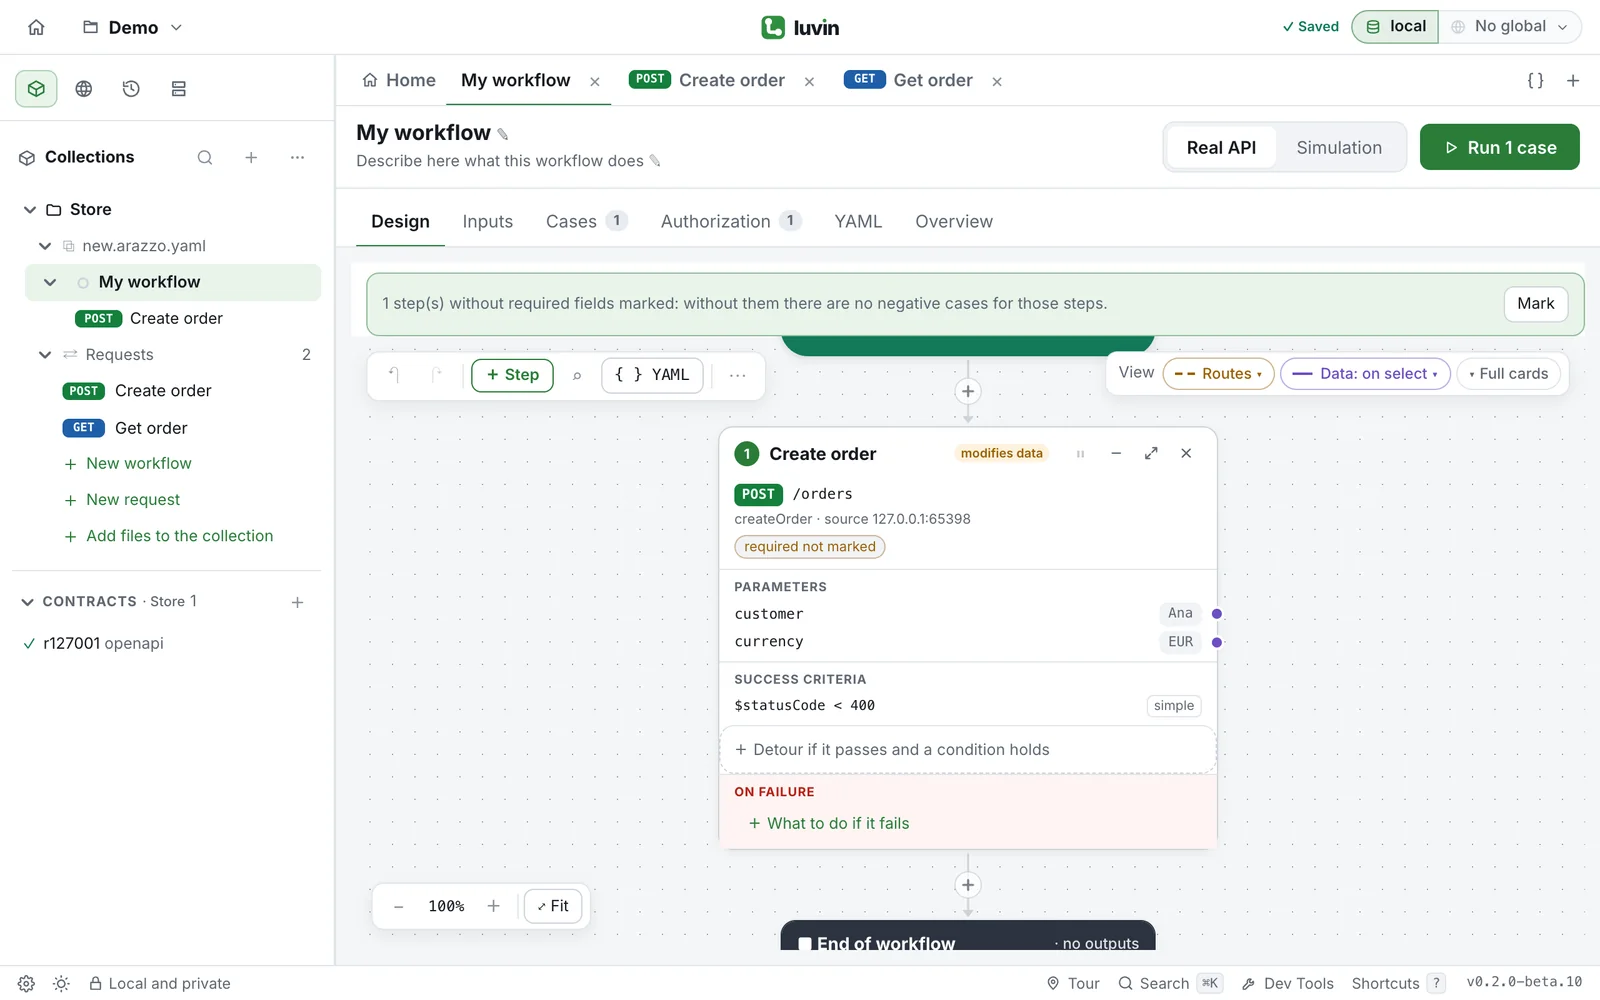 Demo
luvin
✓ Saved
local
No global
Home
My workflow
POST Create order
GET Get order
{ }
Collections
My workflow
Describe here what this workflow does
Real API
Simulation
Run 1 case
Store
new.arazzo.yaml
My workflow
POST Create order
Requests 2
POST Create order
GET Get order
+ New workflow
+ New request
+ Add files to the collection
CONTRACTS · Store 1
✓ r127001 openapi
Design
Inputs
Cases 1
Authorization 1
YAML
Overview
1 step(s) without required fields marked: without them there are no negative cases for those steps.
Mark
+ Step
{ } YAML
···
View
Routes
Data: on select
Full cards
1 Create order
modifies data
POST /orders
createOrder · source 127.0.0.1:65398
required not marked
PARAMETERS
customer Ana
currency EUR
SUCCESS CRITERIA
$statusCode < 400 simple
+ Detour if it passes and a condition holds
ON FAILURE
+ What to do if it fails
End of workflow · no outputs
− 100% + Fit
Local and private
Tour
Search ⌘K
Dev Tools
Shortcuts ?
v0.2.0-beta.10